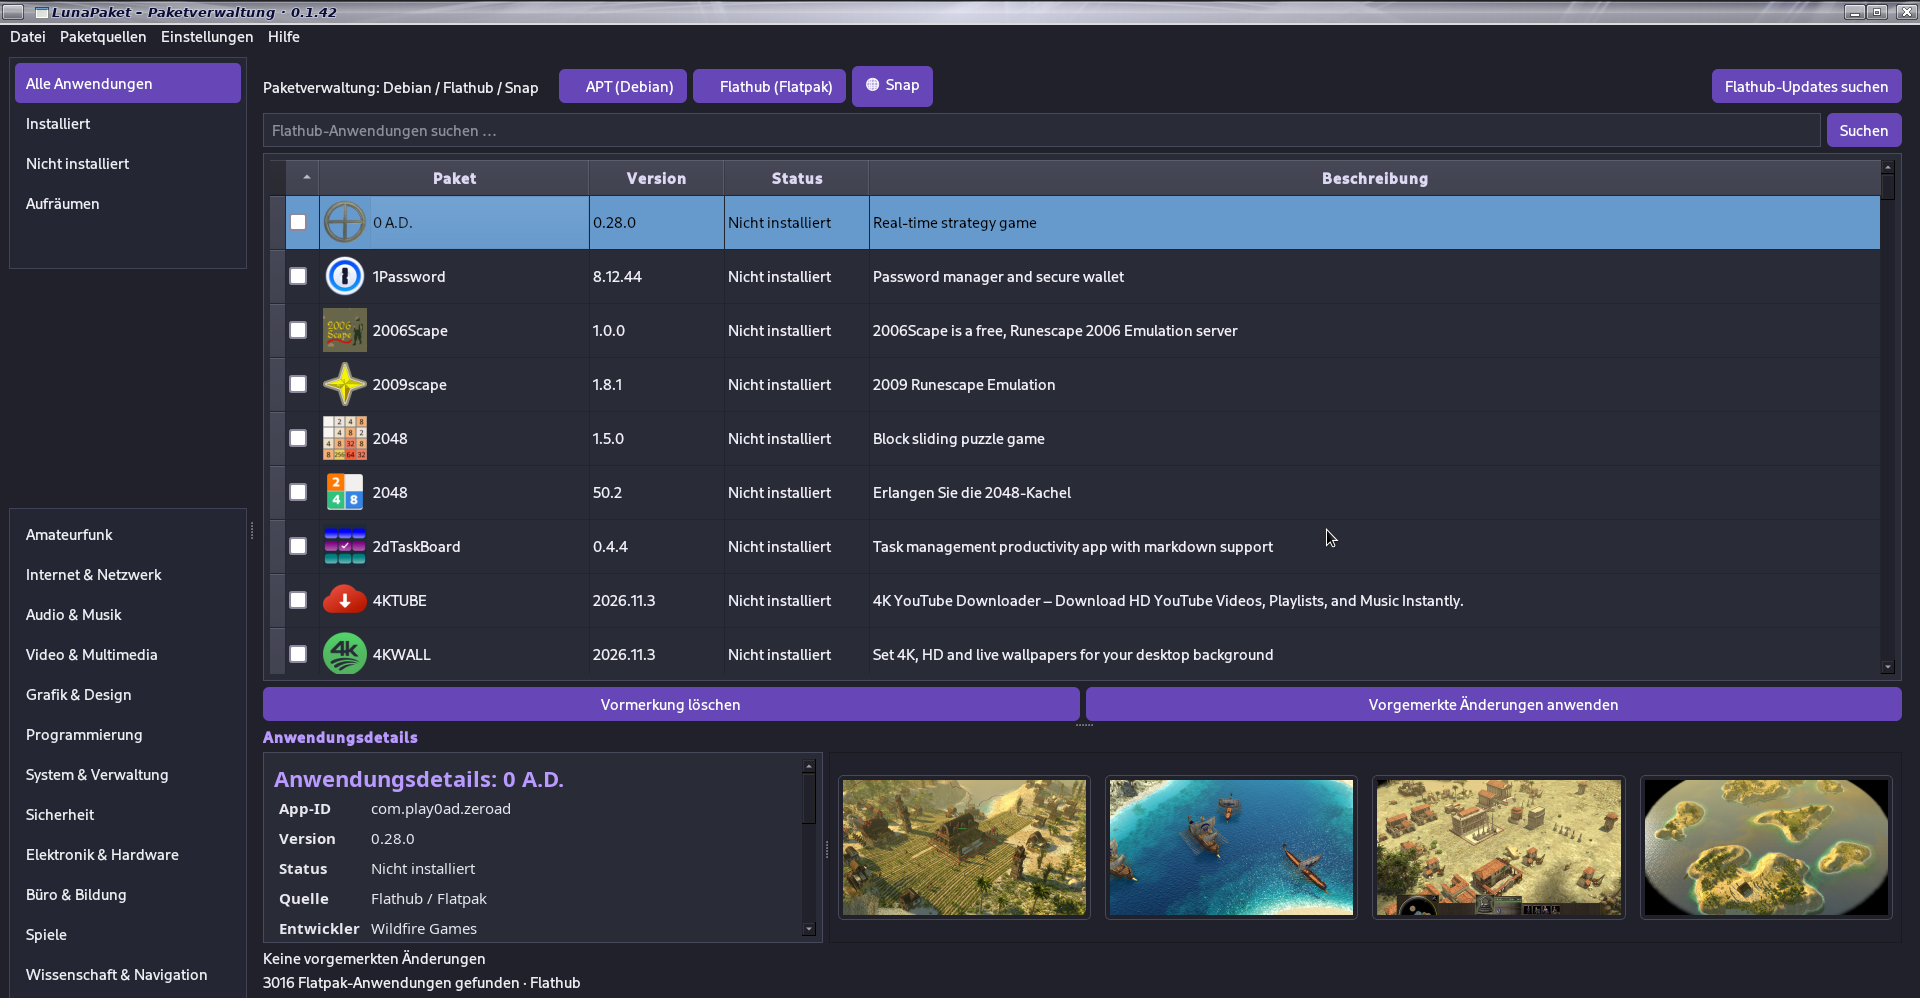 LunaPaket – Paketverwaltung · 0.1.42
Datei Paketquellen Einstellungen Hilfe
Alle Anwendungen
Installiert
Nicht installiert
Aufräumen
Amateurfunk
Internet & Netzwerk
Audio & Musik
Video & Multimedia
Grafik & Design
Programmierung
System & Verwaltung
Sicherheit
Elektronik & Hardware
Büro & Bildung
Spiele
Wissenschaft & Navigation
Paketverwaltung: Debian / Flathub / Snap APT (Debian) Flathub (Flatpak) Snap Flathub-Updates suchen
Flathub-Anwendungen suchen ... Suchen
Paket Version Status Beschreibung
0 A.D. 0.28.0 Nicht installiert Real-time strategy game
1Password 8.12.44 Nicht installiert Password manager and secure wallet
2006Scape 1.0.0 Nicht installiert 2006Scape is a free, Runescape 2006 Emulation server
2009scape 1.8.1 Nicht installiert 2009 Runescape Emulation
2048 1.5.0 Nicht installiert Block sliding puzzle game
2048 50.2 Nicht installiert Erlangen Sie die 2048-Kachel
2dTaskBoard 0.4.4 Nicht installiert Task management productivity app with markdown support
4KTUBE 2026.11.3 Nicht installiert 4K YouTube Downloader – Download HD YouTube Videos, Playlists, and Music Instantly.
4KWALL 2026.11.3 Nicht installiert Set 4K, HD and live wallpapers for your desktop background
Vormerkung löschen Vorgemerkte Änderungen anwenden
Anwendungsdetails
Anwendungsdetails: 0 A.D.
App-ID com.play0ad.zeroad
Version 0.28.0
Status Nicht installiert
Quelle Flathub / Flatpak
Entwickler Wildfire Games
Keine vorgemerkten Änderungen
3016 Flatpak-Anwendungen gefunden · Flathub